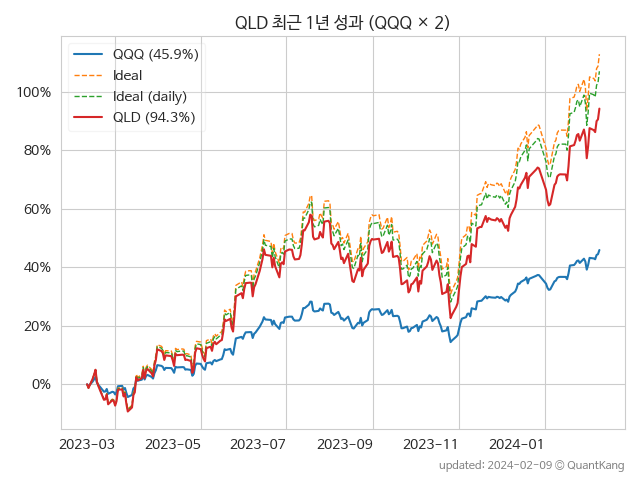 QLD 최근 1년 성과 (QQQ × 2)
QQQ (45.9%)
Ideal
Ideal (daily)
QLD (94.3%)
100%
80%
60%
40%
20%
0%
2023-03 2023-05 2023-07 2023-09 2023-11 2024-01
updated: 2024-02-09 © QuantKang